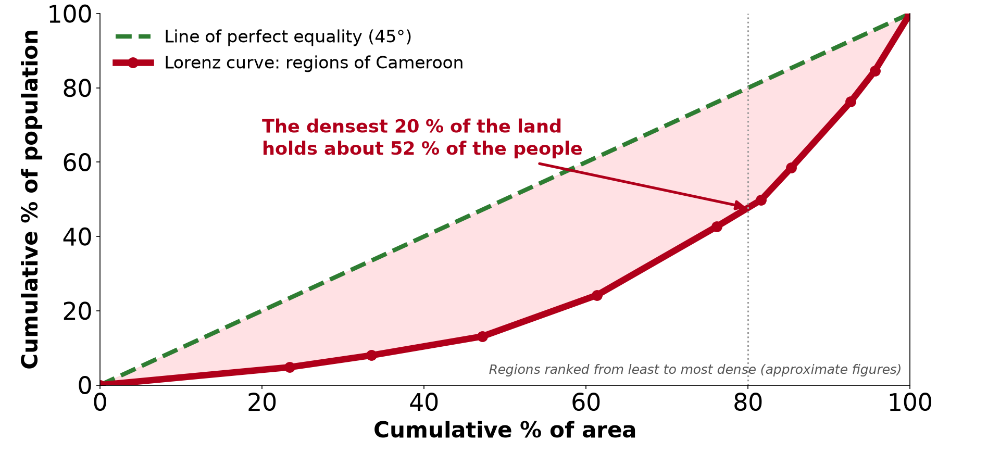 100
80
60
40
20
0
Cumulative % of population
Line of perfect equality (45°)
Lorenz curve: regions of Cameroon
The densest 20 % of the land
holds about 52 % of the people
Regions ranked from least to most dense (approximate figures)
0 20 40 60 80 100
Cumulative % of area